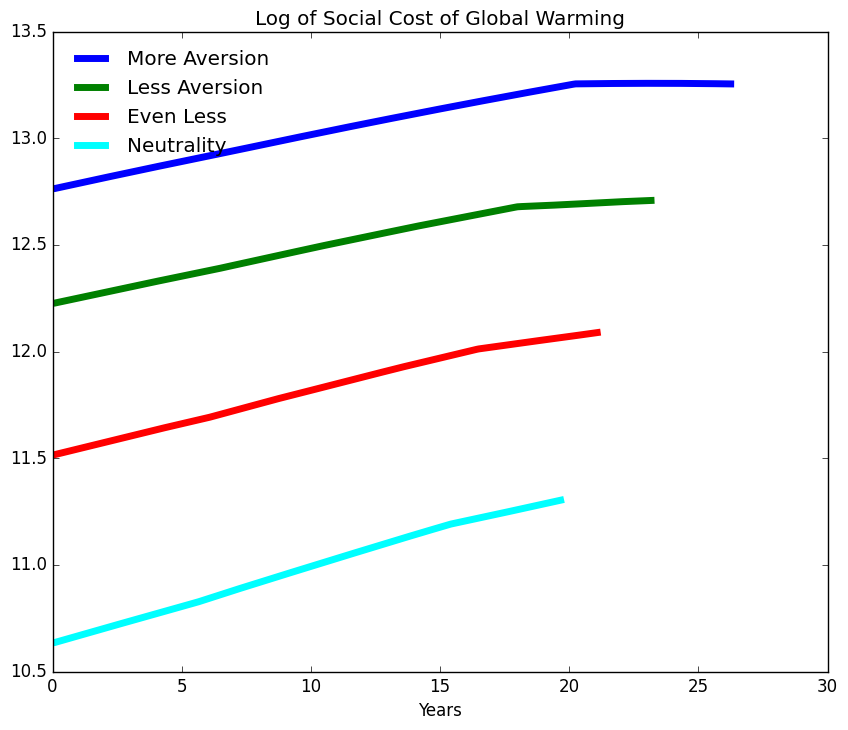 Log of Social Cost of Global Warming
13.5
13.0
12.5
12.0
11.5
11.0
10.5
More Aversion
Less Aversion
Even Less
Neutrality
0 5 10 15 20 25 30
Years